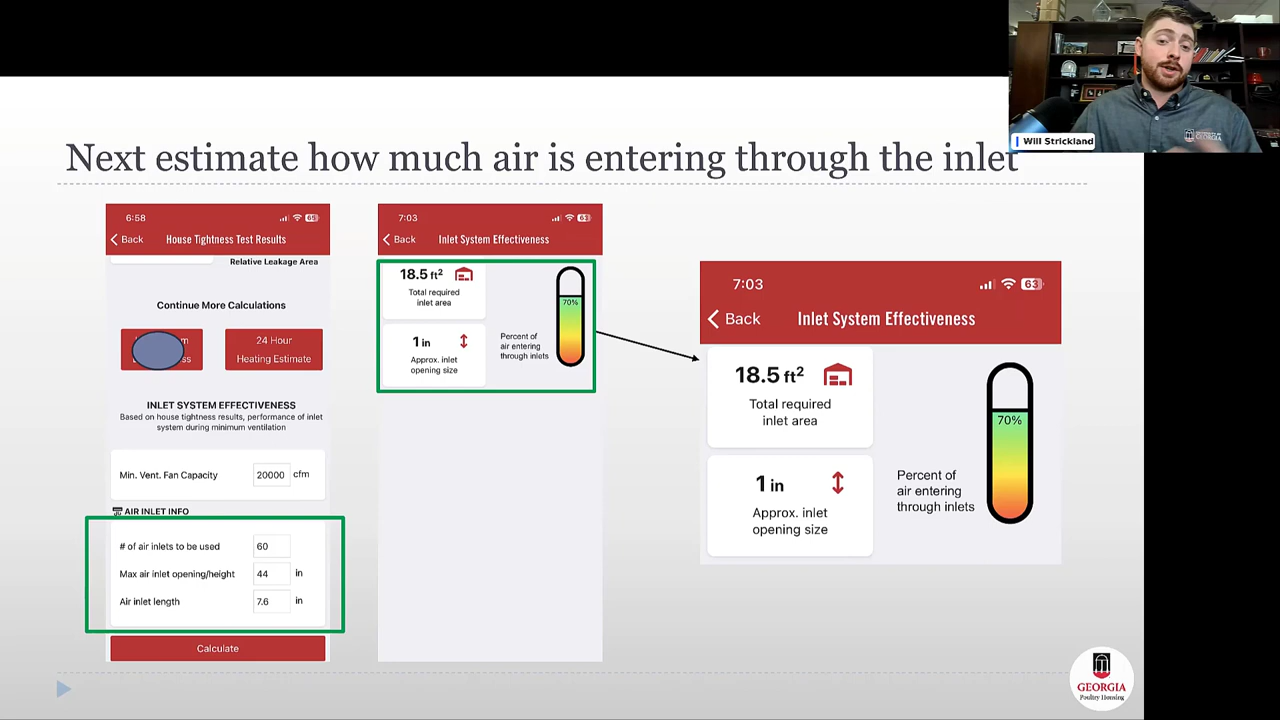 Will Strickland
GEORGIA
Next estimate how much air is entering through the inlet
6:58
65
Back
House Tightness Test Results
Relative Leakage Area
Continue More Calculations
24 Hour
Heating Estimate
INLET SYSTEM EFFECTIVENESS
Based on house tightness results, performance of inlet
system during minimum ventilation
Min. Vent. Fan Capacity 20000 cfm
AIR INLET INFO
# of air inlets to be used 60
Max air inlet opening/height 44 in
Air inlet length 7.6 in
Calculate
7:03
63
Back
Inlet System Effectiveness
18.5 ft²
Total required
inlet area
1 in
Approx. inlet
opening size
70%
Percent of
air entering
through inlets
7:03
63
Back
Inlet System Effectiveness
18.5 ft²
Total required
inlet area
1 in
Approx. inlet
opening size
70%
Percent of
air entering
through inlets
GEORGIA
Poultry Housing